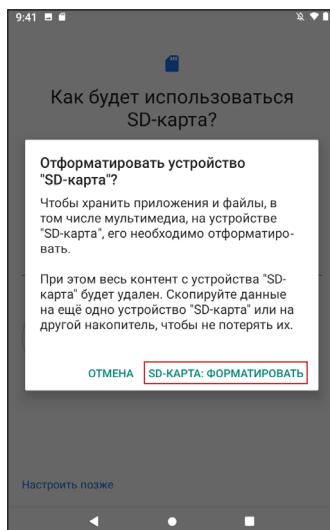 9:41
Как будет использоваться
SD-карта?
Отформатировать устройство
"SD-карта"?
Чтобы хранить приложения и файлы, в
том числе мультимедиа, на устройстве
"SD-карта", его необходимо отформатиро-
вать.
При этом весь контент с устройства "SD-
карта" будет удален. Скопируйте данные
на ещё одно устройство "SD-карта" или на
другой накопитель, чтобы не потерять их.
ОТМЕНА SD-КАРТА: ФОРМАТИРОВАТЬ
Настроить позже